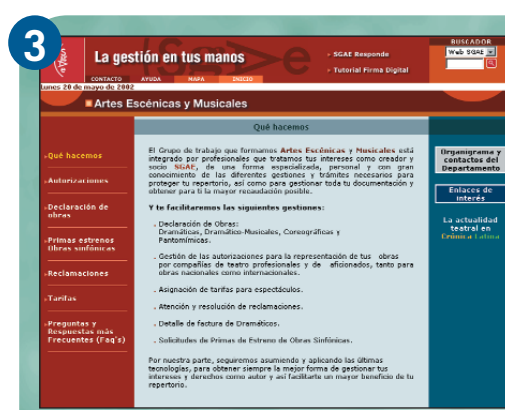 3
BUSCADOR
Web SGAE
La gestión en tus manos
SGAE Responde
Tutorial Firma Digital
CONTACTO AYUDA MAPA INICIO
Lunes 20 de mayo de 2002
Artes Escénicas y Musicales
Qué hacemos
Qué hacemos
Autorizaciones
Declaración de
obras
Primas estrenos
Obras sinfónicas
Reclamaciones
Tarifas
Preguntas y
Respuestas más
Frecuentes (Faq's)
El Grupo de trabajo que formamos Artes Escénicas y Musicales está
integrado por profesionales que tratamos tus intereses como creador y
socio SGAE, de una forma especializada, personal y con gran
conocimiento de las diferentes gestiones y trámites necesarios para
proteger tu repertorio, así como para gestionar toda tu documentación y
obtener para ti la mayor recaudación posible.
Y te facilitaremos las siguientes gestiones:
. Declaración de Obras:
Dramáticas, Dramático-Musicales, Coreográficas y
Pantomímicas.
. Gestión de las autorizaciones para la representación de tus obras
por compañías de teatro profesionales y de aficionados, tanto para
obras nacionales como internacionales.
. Asignación de tarifas para espectáculos.
. Atención y resolución de reclamaciones.
. Detalle de factura de Dramáticos.
. Solicitudes de Primas de Estreno de Obras Sinfónicas.
Por nuestra parte, seguiremos asumiendo y aplicando las últimas
tecnologías, para obtener siempre la mejor forma de gestionar tus
intereses y derechos como autor y así facilitarte un mayor beneficio de tu
repertorio.
Organigrama y
contactos del
Departamento
Enlaces de
interés
La actualidad
teatral en
Crónica Latina